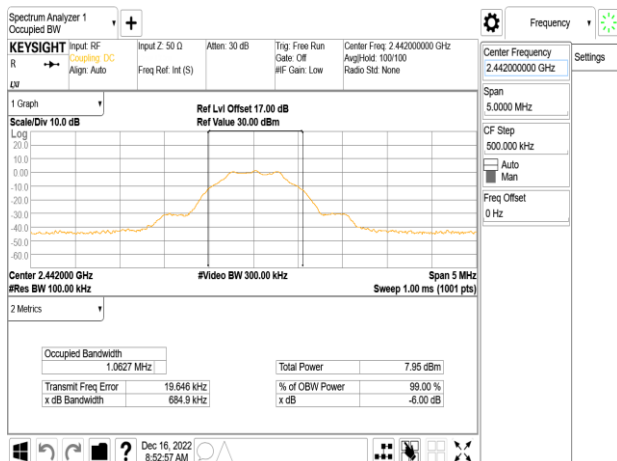 Spectrum Analyzer 1
Occupied BW
Frequency
KEYSIGHT Input: RF Input Z: 50 Ω Atten: 30 dB Trig: Free Run Center Freq: 2.442000000 GHz
R Coupling: DC Gate: Off Avg|Hold: 100/100
Align: Auto Freq Ref: Int (S) #IF Gain: Low Radio Std: None
LXI
Center Frequency
2.442000000 GHz
Settings
Span
5.0000 MHz
CF Step
500.000 kHz
Auto
Man
Freq Offset
0 Hz
1 Graph
Ref Lvl Offset 17.00 dB
Scale/Div 10.0 dB Ref Value 30.00 dBm
Log
20.0
10.0
0.00
-10.0
-20.0
-30.0
-40.0
-50.0
-60.0
Center 2.442000 GHz #Video BW 300.00 kHz Span 5 MHz
#Res BW 100.00 kHz Sweep 1.00 ms (1001 pts)
2 Metrics
Occupied Bandwidth
1.0627 MHz Total Power 7.95 dBm
Transmit Freq Error 19.646 kHz % of OBW Power 99.00 %
x dB Bandwidth 684.9 kHz x dB -6.00 dB
? Dec 16, 2022
8:52:57 AM